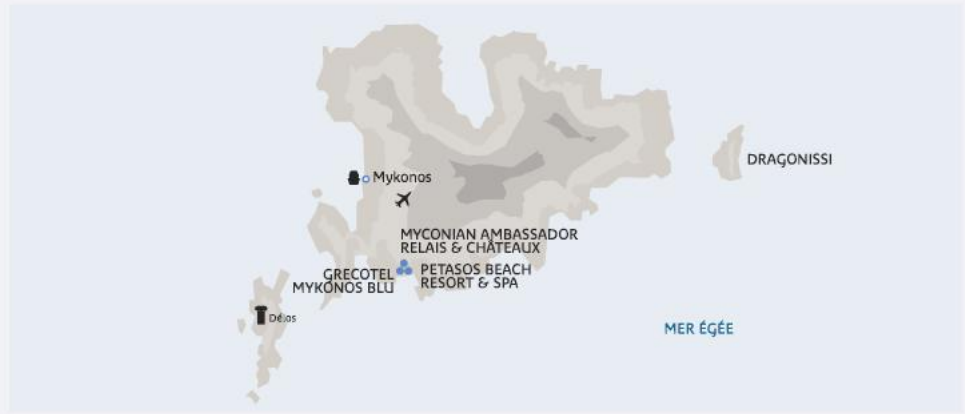 DRAGONISSI
Mykonos
MYCONIAN AMBASSADOR
RELAIS & CHÂTEAUX
GRECOTEL
MYKONOS BLU
PETASOS BEACH
RESORT & SPA
Délos
MER ÉGÉE